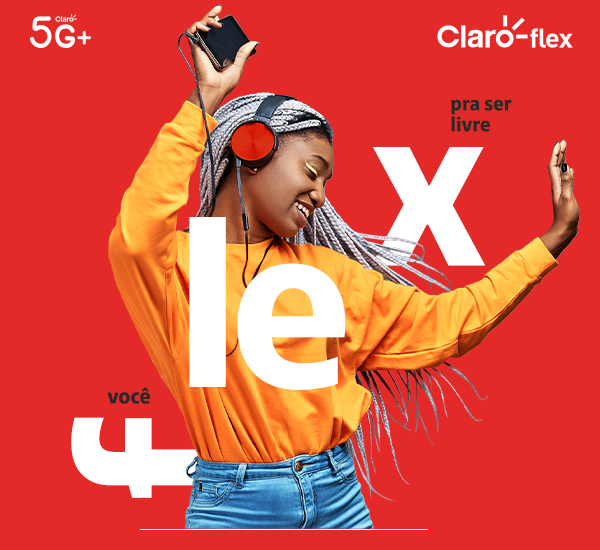 Claro
5G+
Claro-flex
você
f
le
x
pra ser
livre